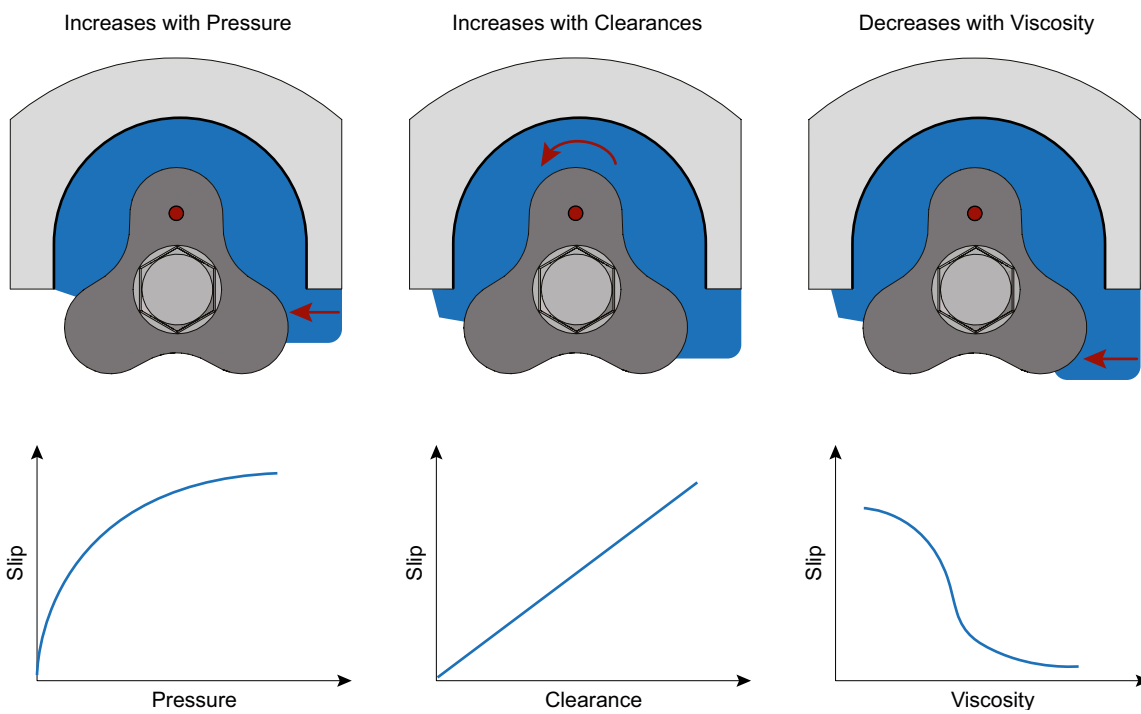 Increases with Pressure
Increases with Clearances
Decreases with Viscosity
Slip
Pressure
Slip
Clearance
Slip
Viscosity